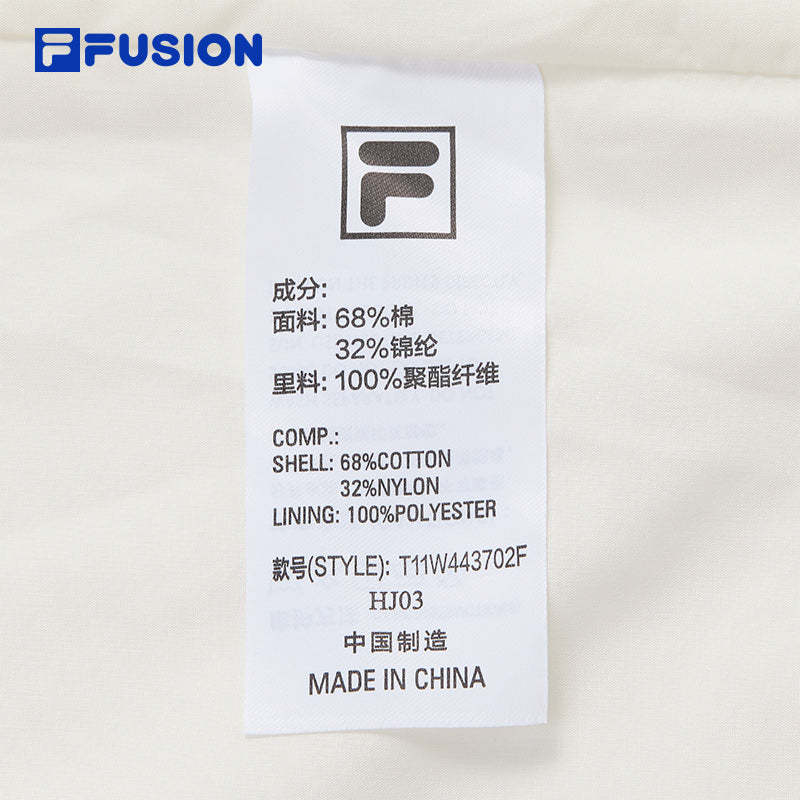 FUSION
成分:
面料: 68%棉
32%锦纶
里料: 100%聚酯纤维
COMP.:
SHELL: 68%COTTON
32%NYLON
LINING: 100%POLYESTER
款号(STYLE): T11W443702F
HJ03
中国制造
MADE IN CHINA